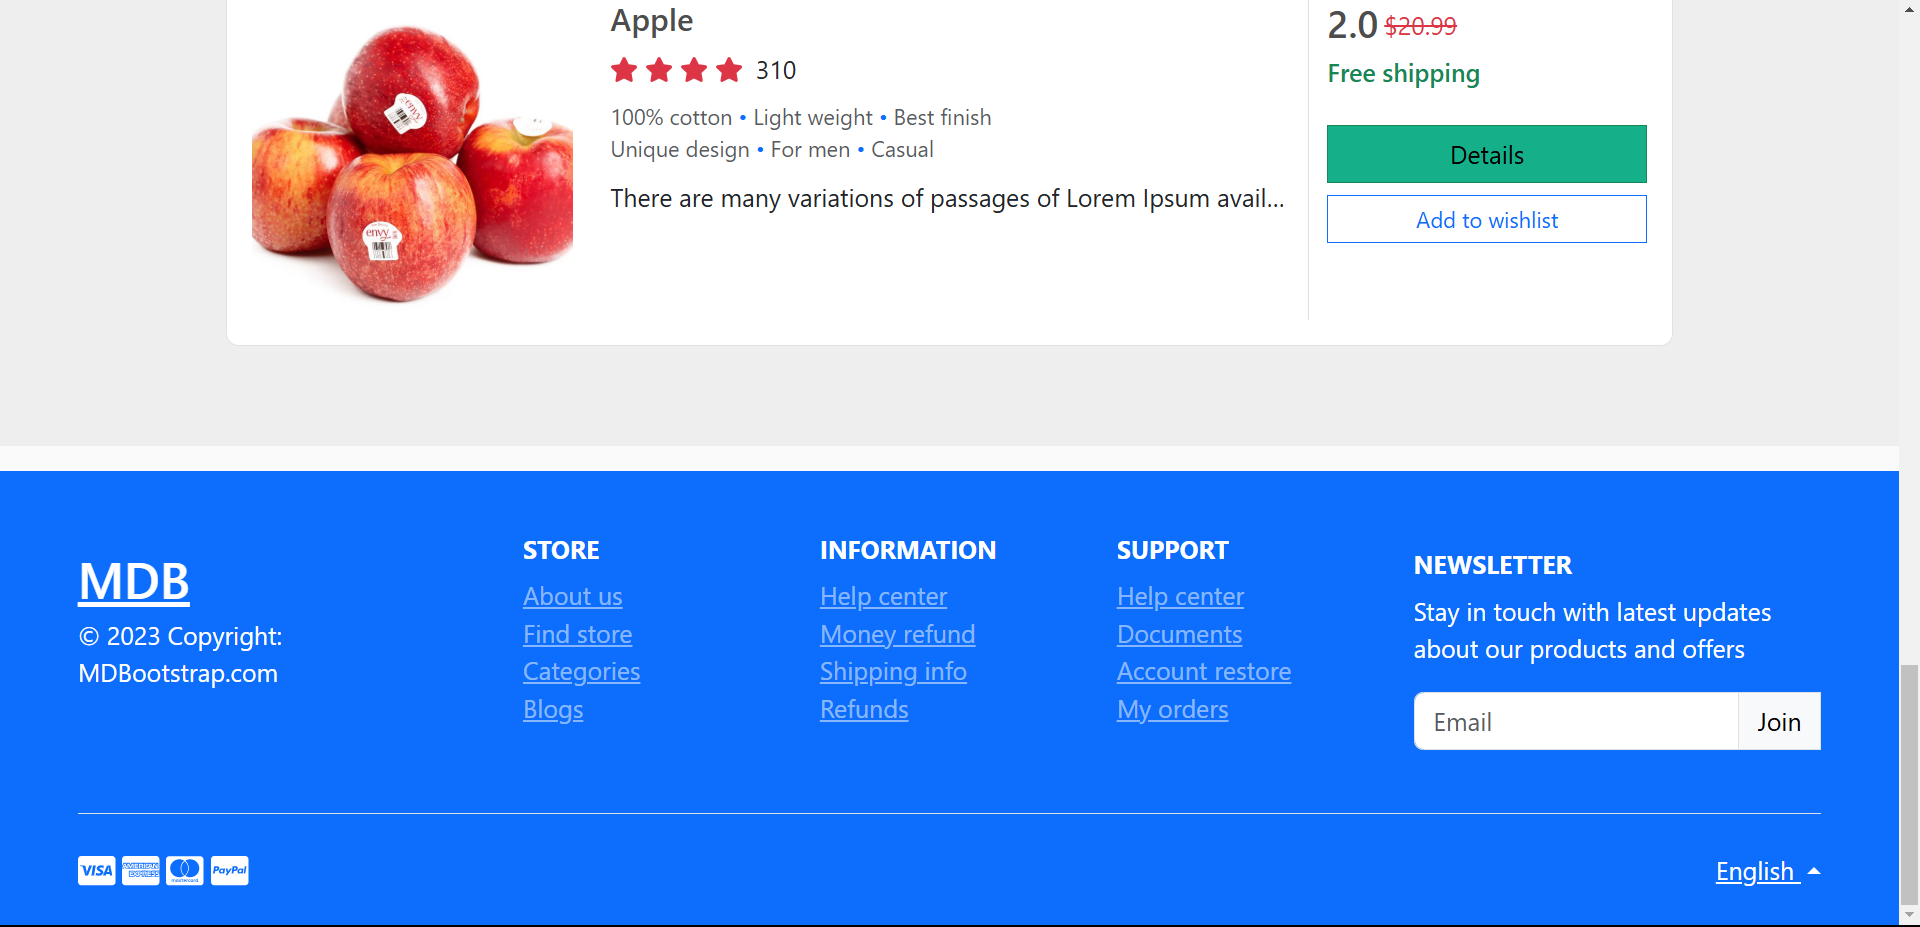 Apple
310
100% cotton • Light weight • Best finish
Unique design • For men • Casual
There are many variations of passages of Lorem Ipsum avail...
2.0 $20.99
Free shipping
Details
Add to wishlist
envy
envy
MDB
© 2023 Copyright:
MDBootstrap.com
STORE
About us
Find store
Categories
Blogs
INFORMATION
Help center
Money refund
Shipping info
Refunds
SUPPORT
Help center
Documents
Account restore
My orders
NEWSLETTER
Stay in touch with latest updates
about our products and offers
Email
Join
VISA
AMERICAN
EXPRESS
mastercard
PayPal
English